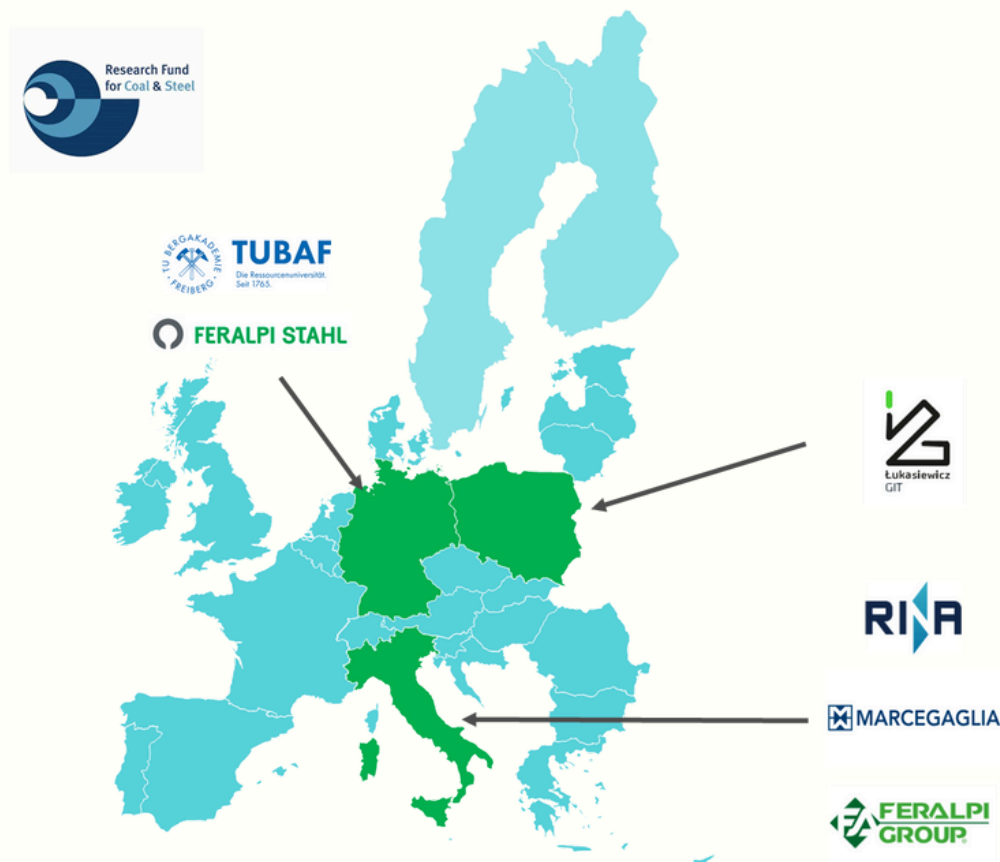 Research Fund
for Coal & Steel
TU BERGAKADEMIE
FREIBERG
TUBAF
Die Ressourcenuniversität.
Seit 1765.
FERALPI STAHL
Łukasiewicz
GIT
RINA
MARCEGAGLIA
FERALPI
GROUP